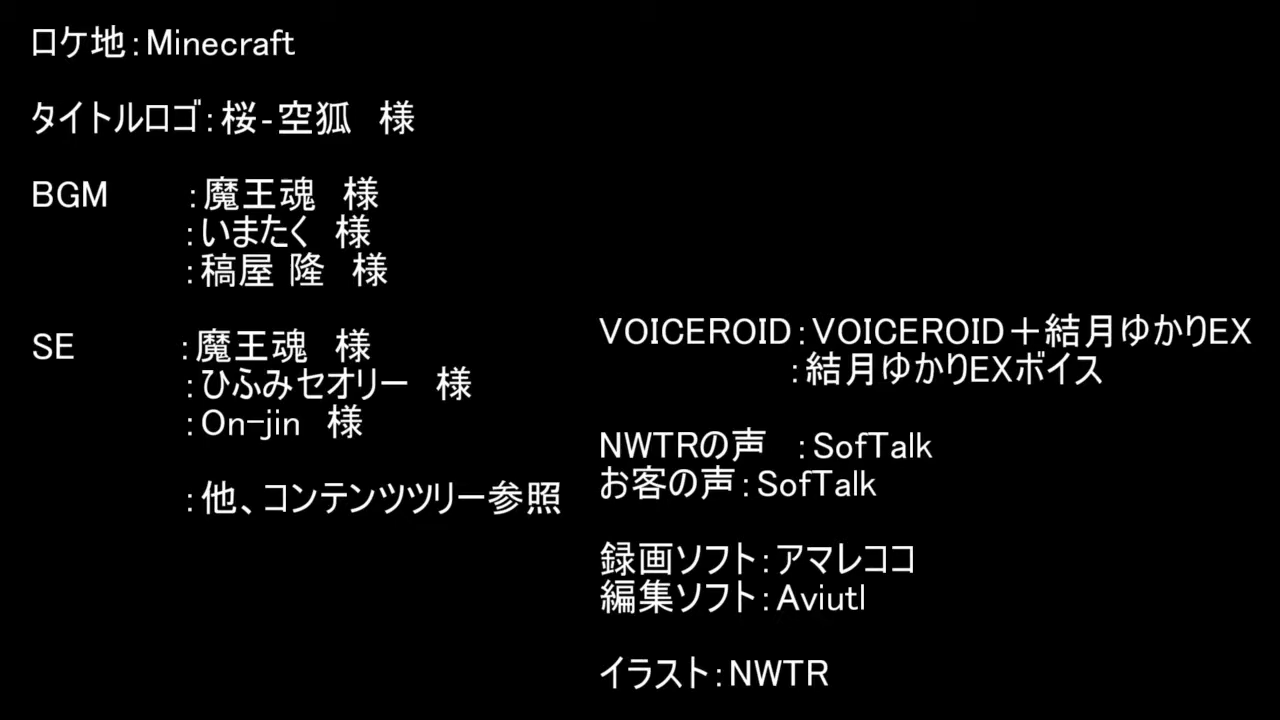 ロケ地：Minecraft
タイトルロゴ：桜-空狐　様
BGM　　：魔王魂　様
：いまたく　様
：稿屋 隆　様
SE　　　：魔王魂　様
：ひふみセオリー　様
：On-jin　様
：他、コンテンツツリー参照
VOICEROID：VOICEROID＋結月ゆかりEX
：結月ゆかりEXボイス
NWTRの声　：SofTalk
お客の声：SofTalk
録画ソフト：アマレココ
編集ソフト：Aviutl
イラスト：NWTR